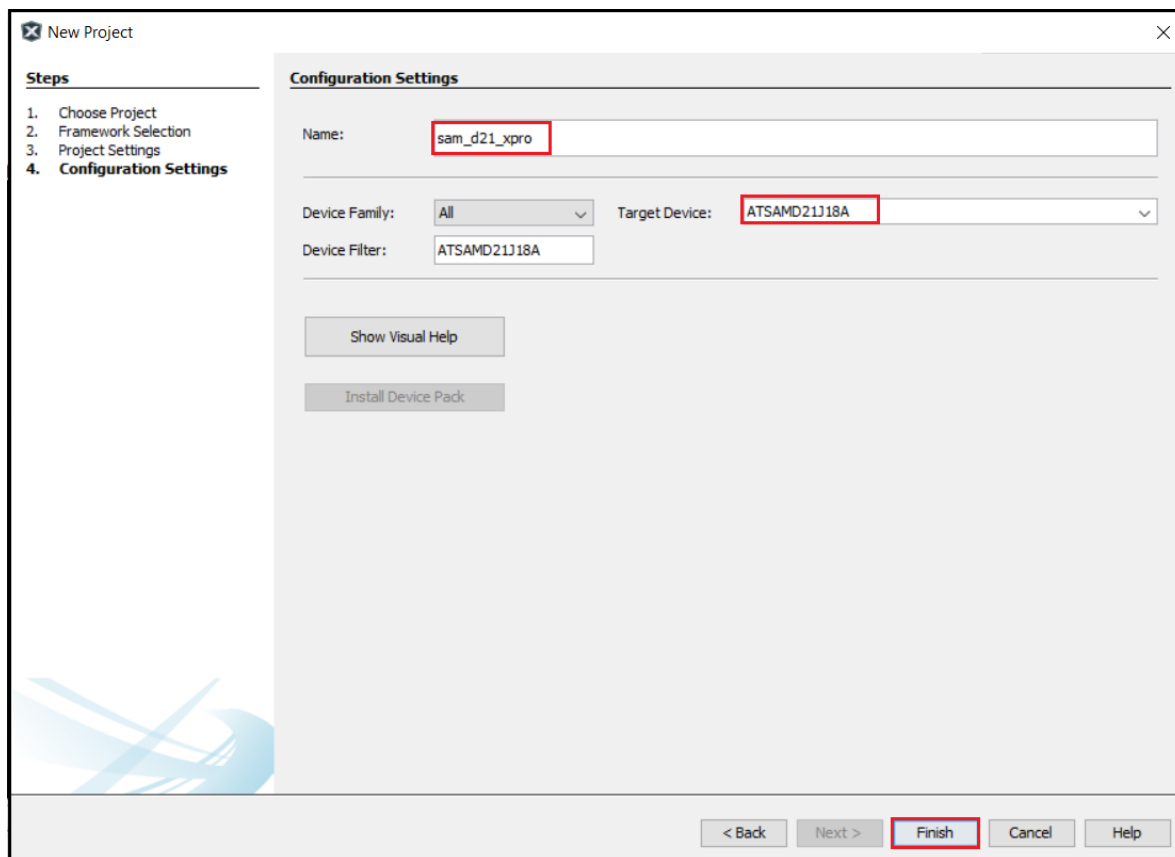 New Project
Steps
1. Choose Project
2. Framework Selection
3. Project Settings
4. Configuration Settings
Configuration Settings
Name: sam_d21_xpro
Device Family: All Target Device: ATSAMD21J18A
Device Filter: ATSAMD21J18A
Show Visual Help
Install Device Pack
< Back Next > Finish Cancel Help